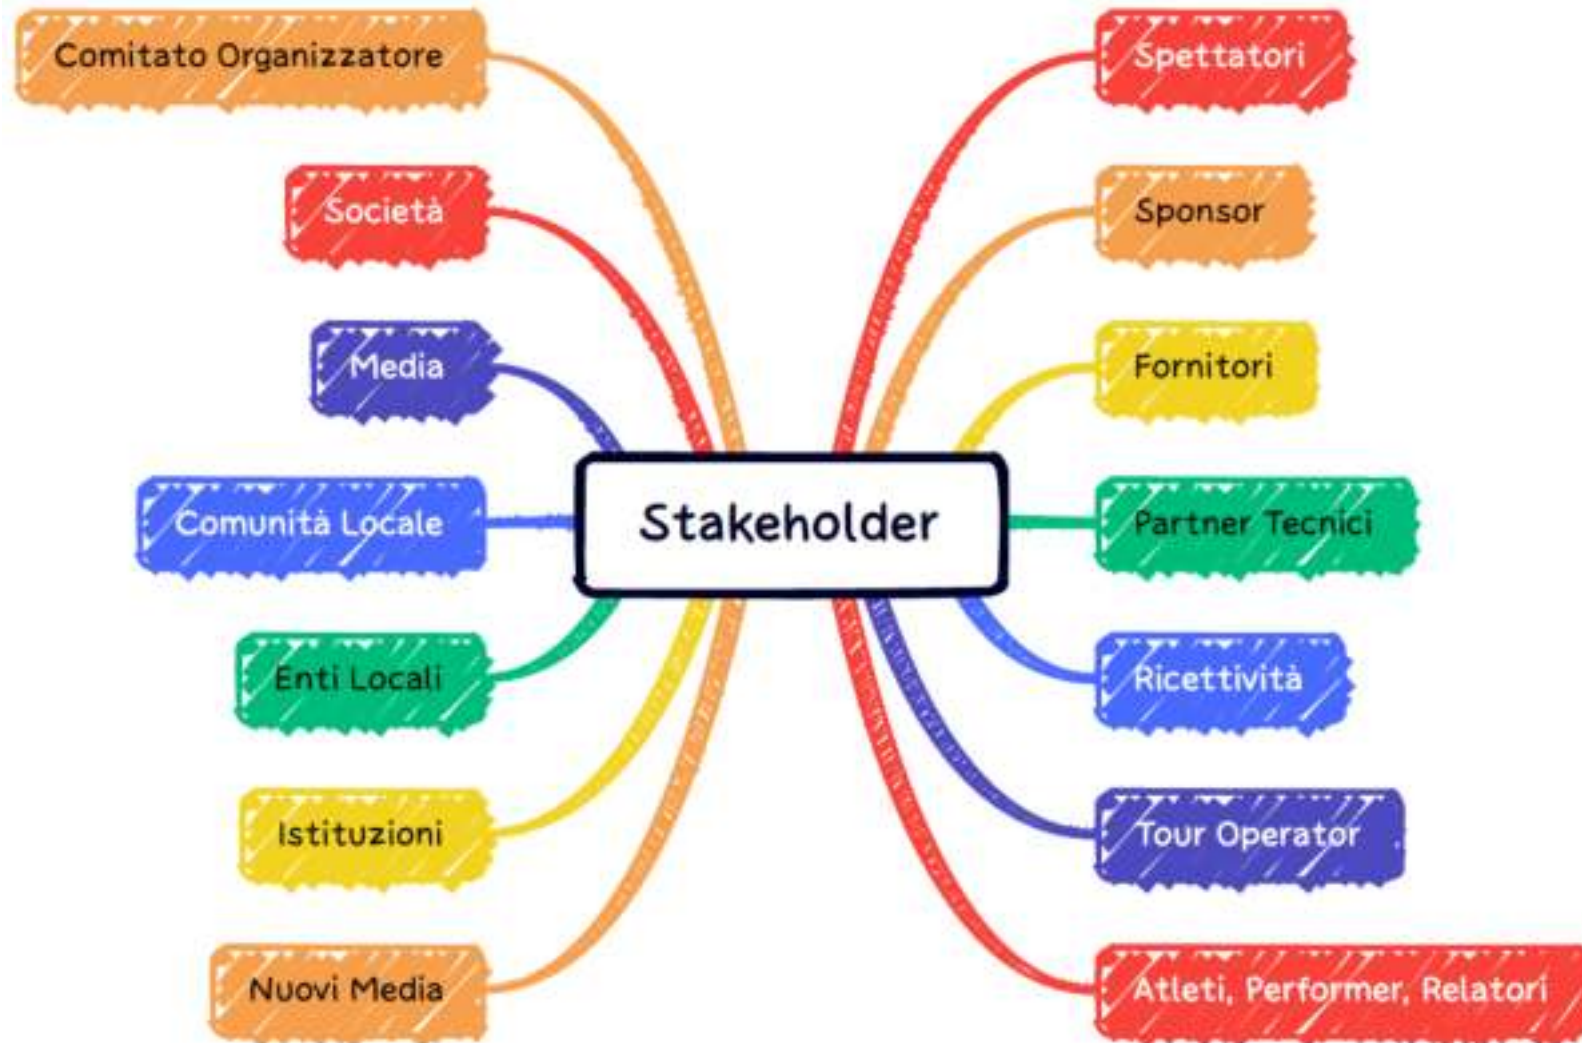 Comitato Organizzatore
Società
Media
Comunità Locale
Enti Locali
Istituzioni
Nuovi Media
Stakeholder
Spettatori
Sponsor
Fornitori
Partner Tecnici
Ricettività
Tour Operator
Atleti, Performer, Relatori